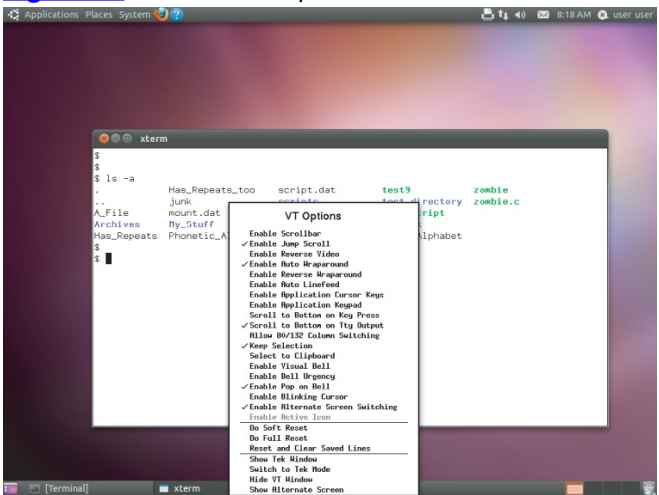 Applications Places System 8:18 AM user user
xterm
$
$
$ ls -a
. Has_Repeats_too script.dat test9 zombie
.. junk scripts test_directory zombie.c
A_File mount.dat
Archives My_Stuff
Has_Repeats
$
$
VT Options
Enable Scrollbar
✓Enable Jump Scroll
Enable Reverse Video
✓Enable Auto Wraparound
Enable Reverse Wraparound
Enable Auto Linefeed
Enable Application Cursor Keys
Enable Application Keypad
Scroll to Bottom on Key Press
✓Scroll to Bottom on Tty Output
Allow 80/132 Column Switching
✓Keep Selection
Select to Clipboard
Enable Visual Bell
Enable Bell Urgency
✓Enable Pop on Bell
Enable Blinking Cursor
✓Enable Alternate Screen Switching
Enable Active Icon
Do Soft Reset
Do Full Reset
Reset and Clear Saved Lines
Show Tek Window
Switch to Tek Mode
Hide VT Window
Show Alternate Screen
[Terminal] xterm